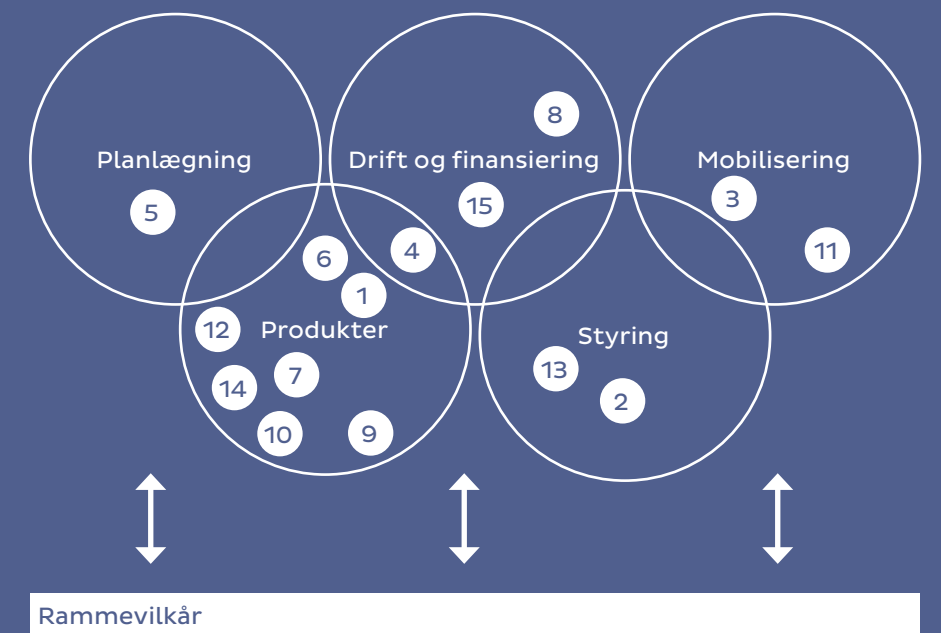 8
Planlægning
Drift og finansiering
Mobilisering
3
15
5
4
11
6
1
12
Produkter
Styring
13
7
14
2
10
9
Rammevilkår